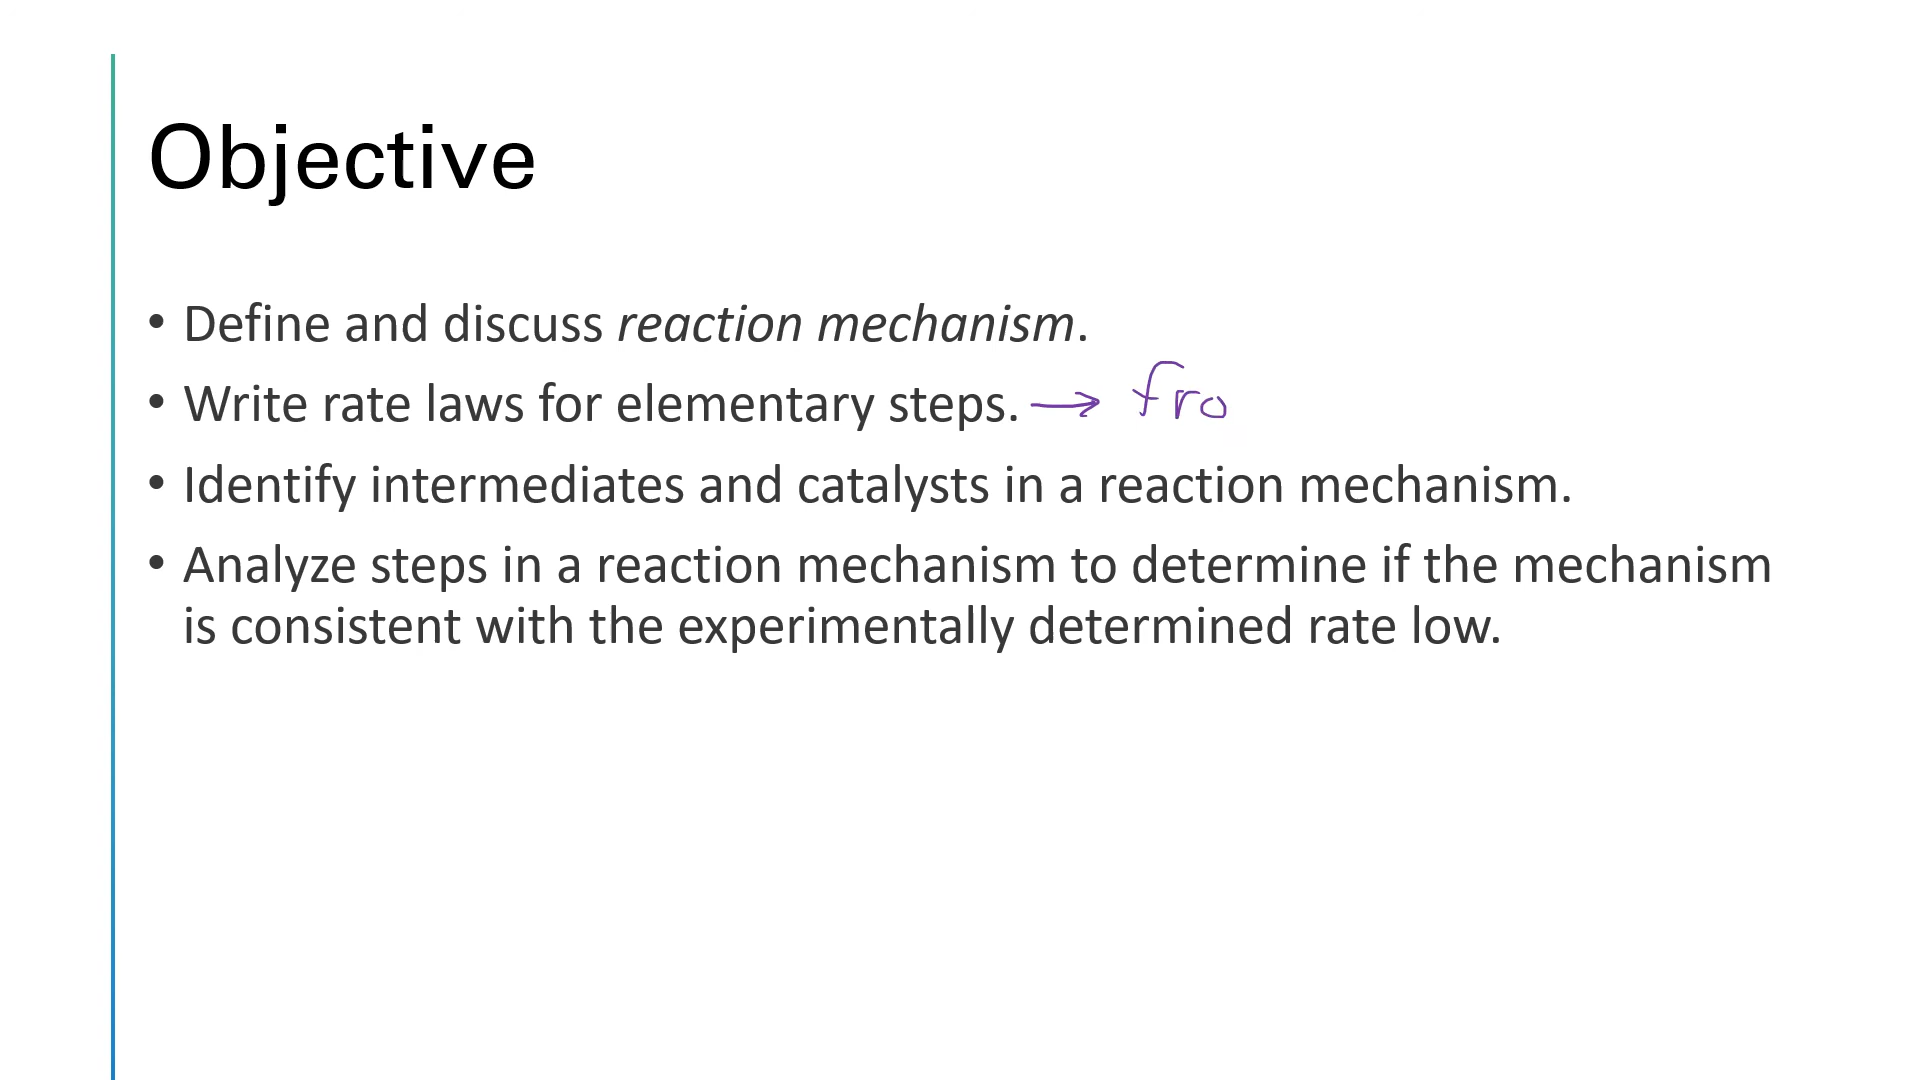 Objective
• Define and discuss reaction mechanism.
• Write rate laws for elementary steps. → fro
• Identify intermediates and catalysts in a reaction mechanism.
• Analyze steps in a reaction mechanism to determine if the mechanism
is consistent with the experimentally determined rate low.